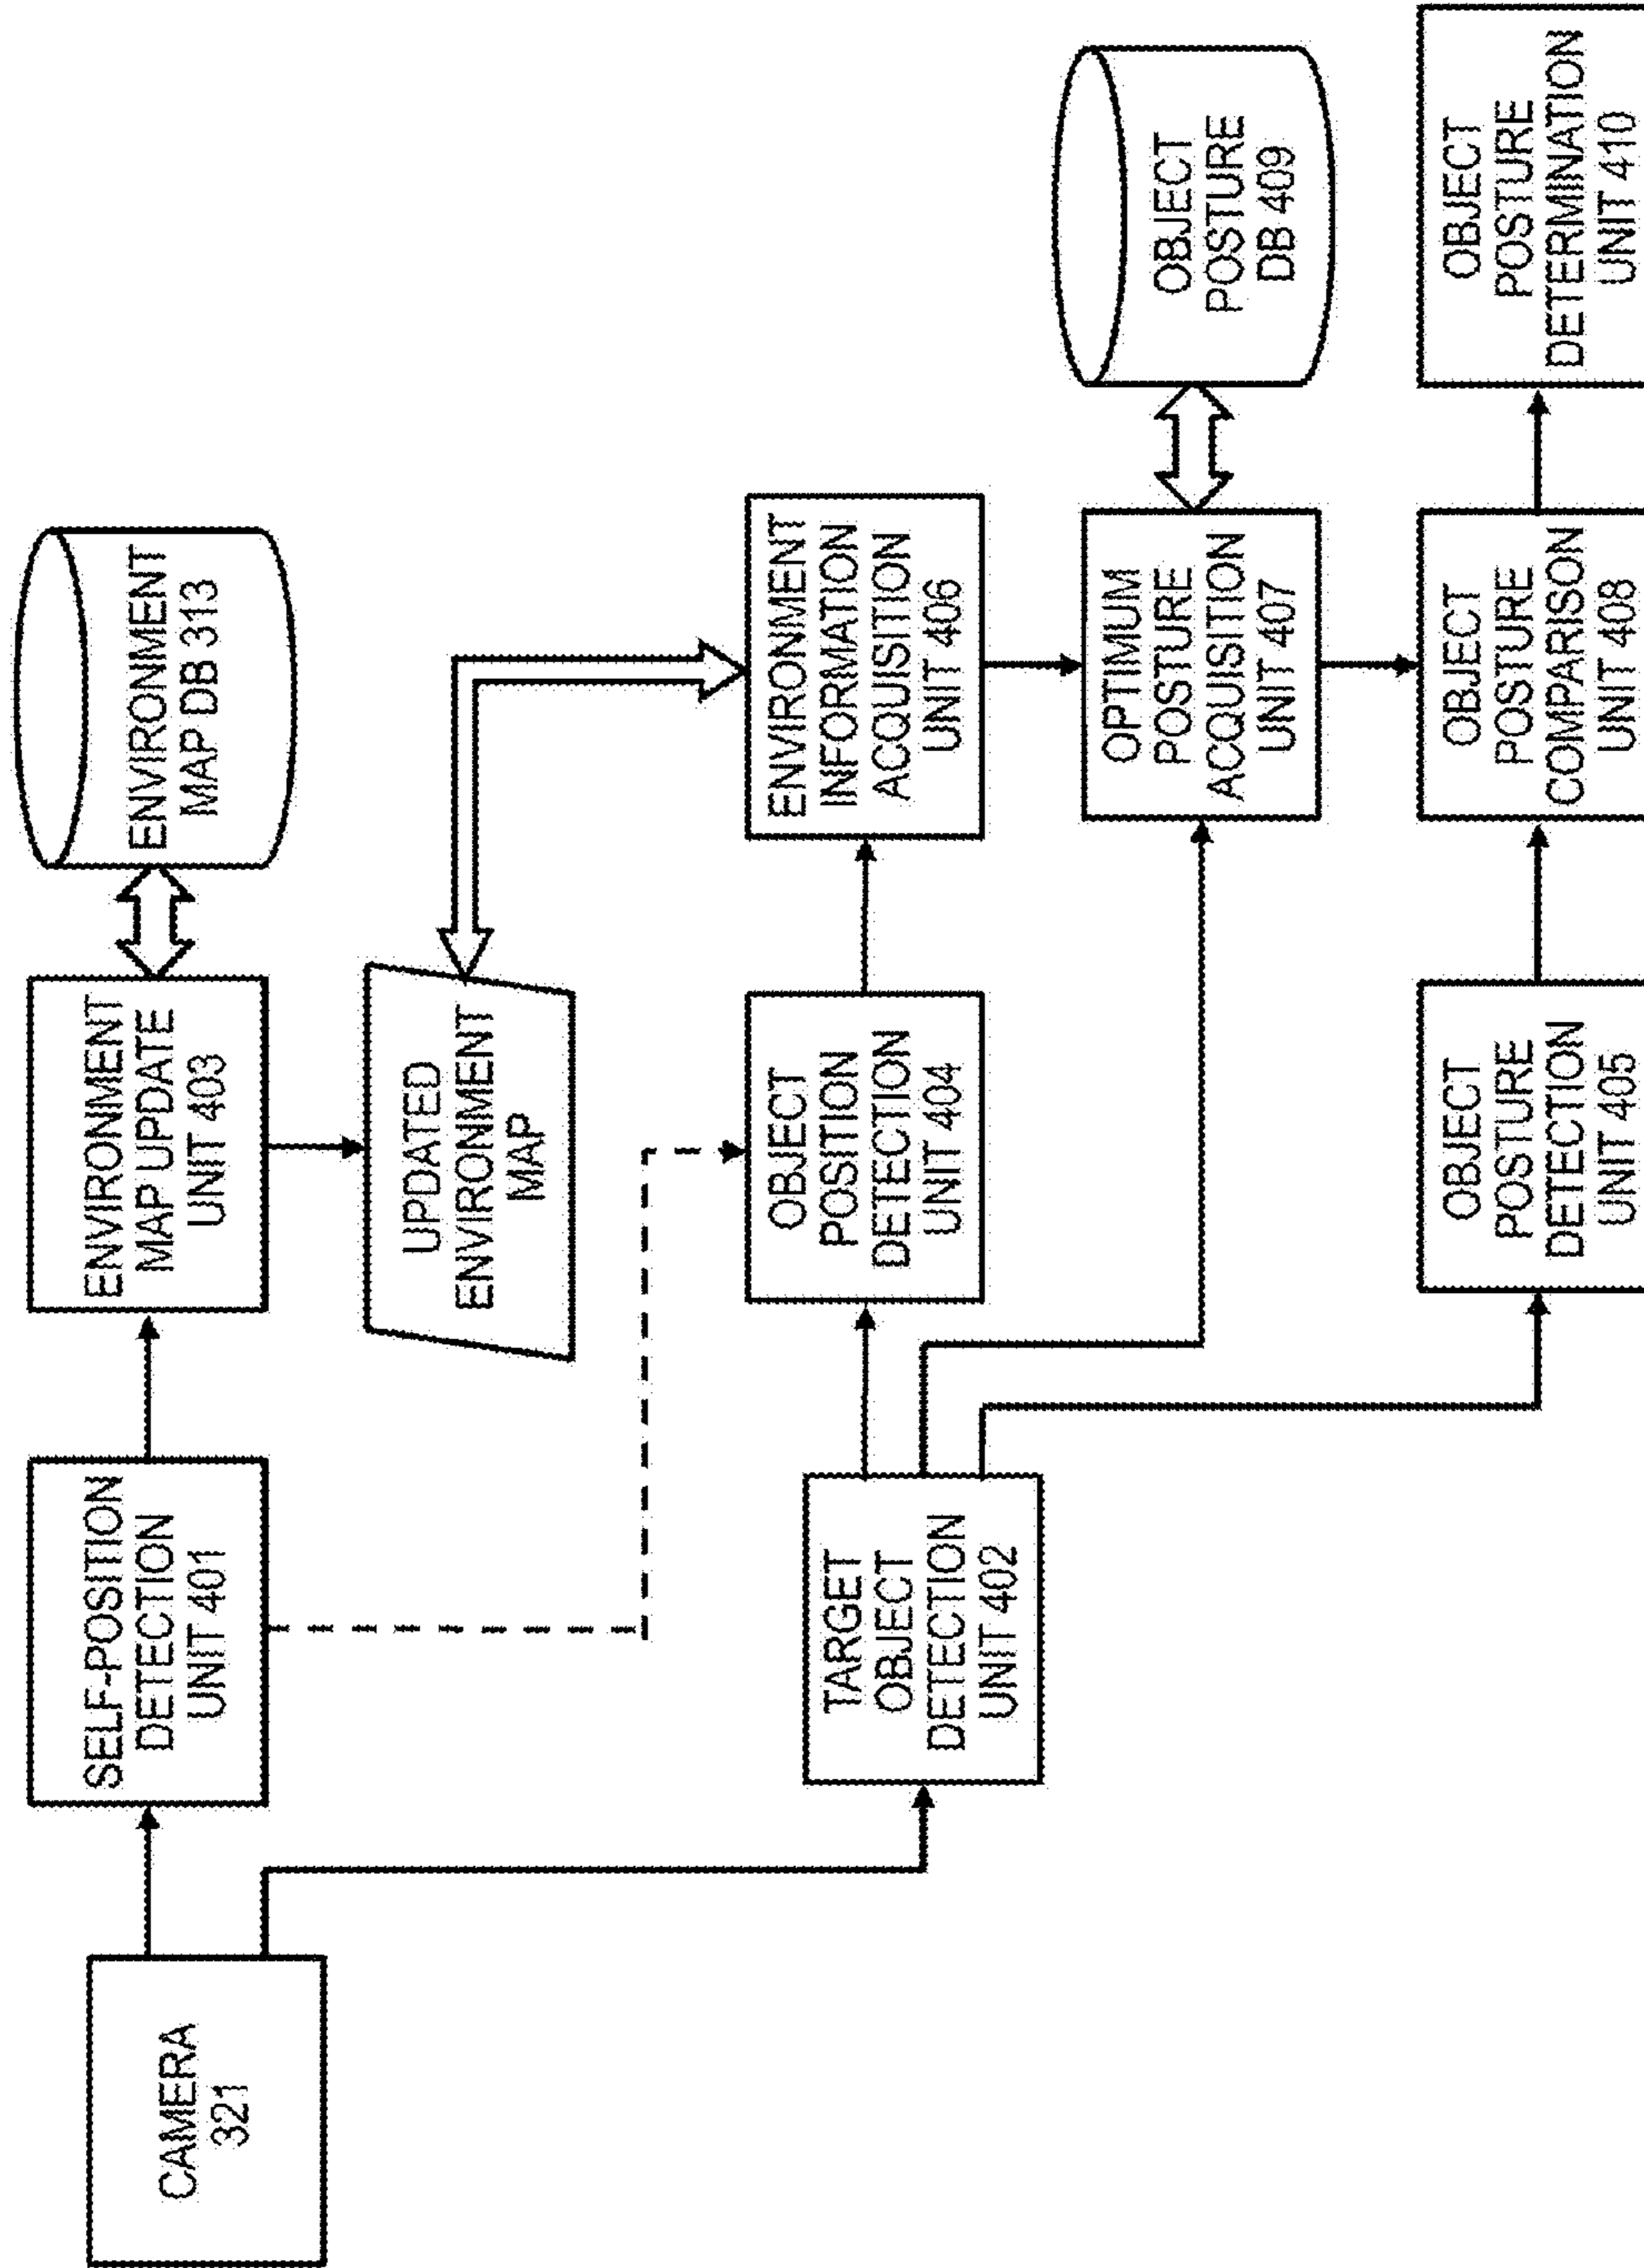 CAMERA
321
SELF-POSITION
DETECTION
UNIT 401
ENVIRONMENT
MAP UPDATE
UNIT 403
ENVIRONMENT
MAP DB 313
UPDATED
ENVIRONMENT
MAP
TARGET
OBJECT
DETECTION
UNIT 402
OBJECT
POSITION
DETECTION
UNIT 404
ENVIRONMENT
INFORMATION
ACQUISITION
UNIT 406
OPTIMUM
POSTURE
ACQUISITION
UNIT 407
OBJECT
POSTURE
DB 409
OBJECT
POSTURE
DETECTION
UNIT 405
OBJECT
POSTURE
COMPARISON
UNIT 408
OBJECT
POSTURE
DETERMINATION
UNIT 410